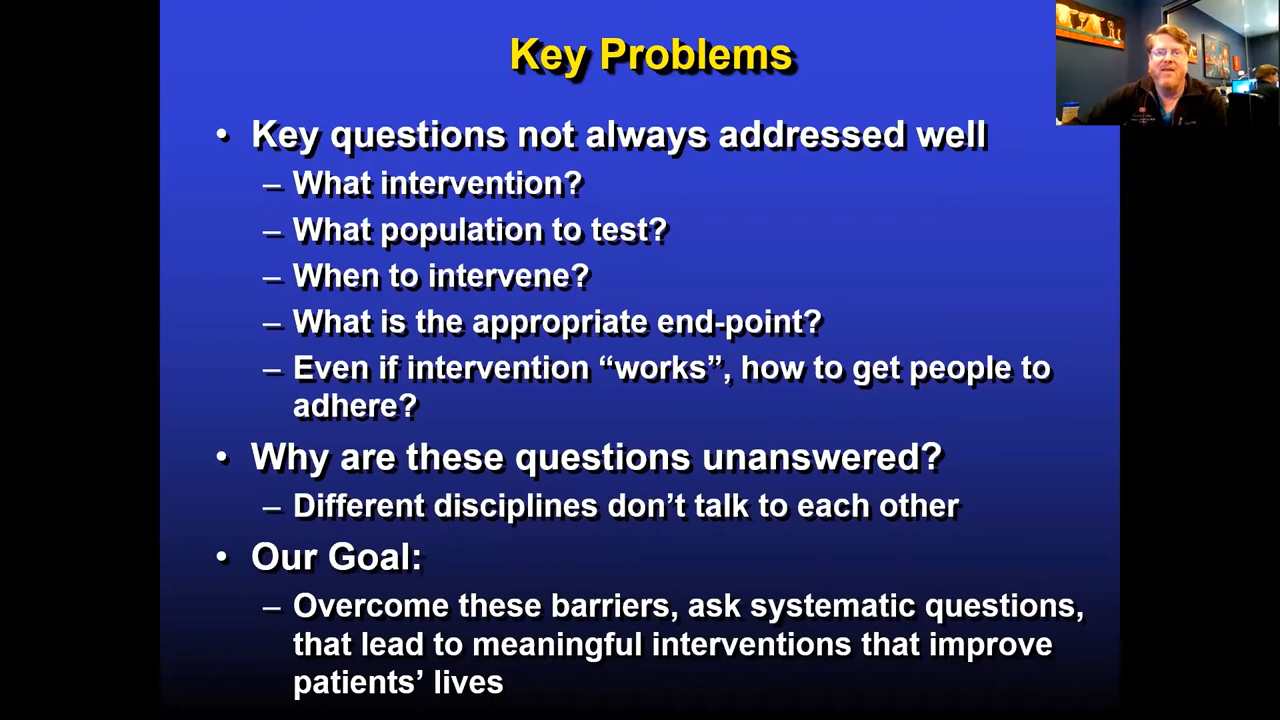 Key Problems
• Key questions not always addressed well
– What intervention?
– What population to test?
– When to intervene?
– What is the appropriate end-point?
– Even if intervention “works”, how to get people to
adhere?
• Why are these questions unanswered?
– Different disciplines don’t talk to each other
• Our Goal:
– Overcome these barriers, ask systematic questions,
that lead to meaningful interventions that improve
patients’ lives